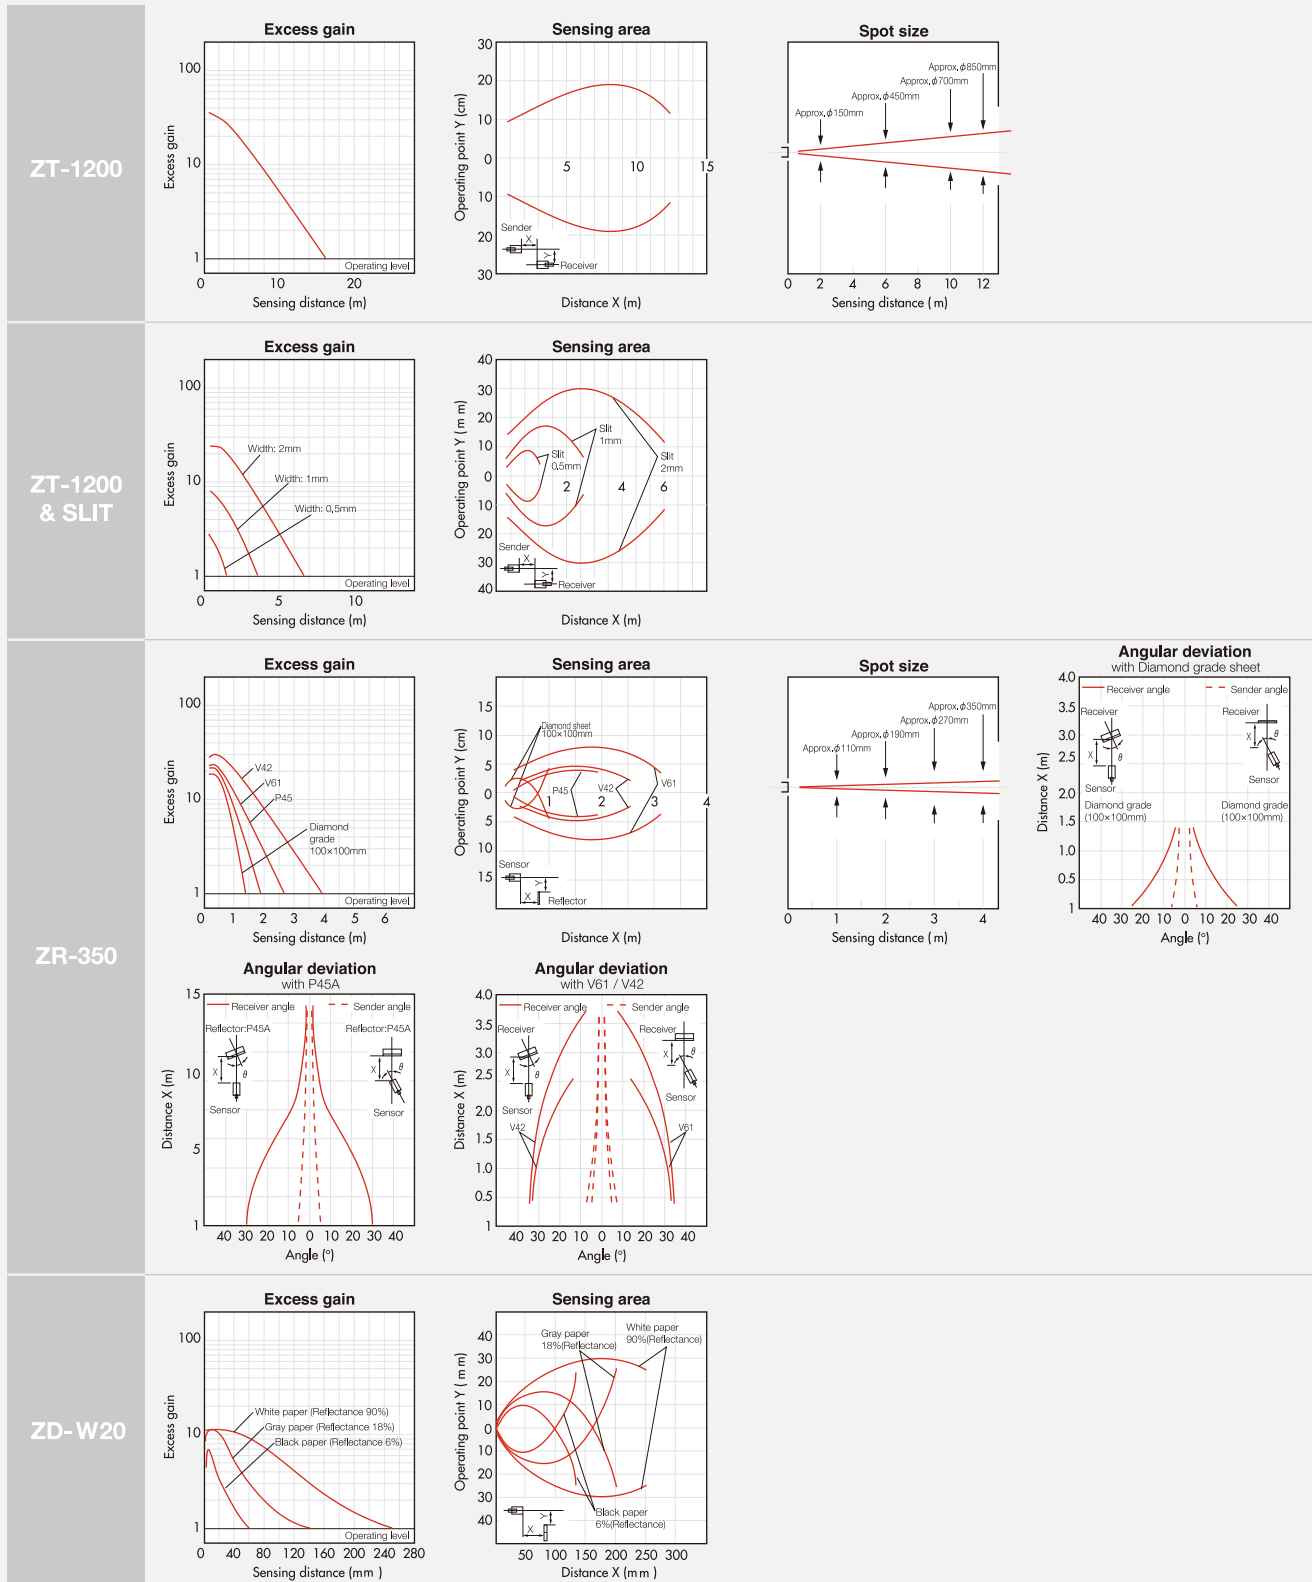 ZT-1200
Excess gain
Excess gain
100
10
1
Operating level
0
10
20
Sensing distance (m)
Sensing area
Operating point Y (cm)
30
20
10
0
10
20
30
5
10
15
Sender
X
Y
Receiver
Distance X (m)
Spot size
Approx.φ850mm
Approx.φ700mm
Approx.φ450mm
Approx.φ150mm
0 2 4 6 8 10 12
Sensing distance (m)
ZT-1200
& SLIT
Excess gain
Excess gain
100
10
1
Width: 2mm
Width: 1mm
Width: 0.5mm
Operating level
0
5
10
Sensing distance (m)
Sensing area
Operating point Y (mm)
40
30
20
10
0
10
20
30
40
Slit
1mm
Slit
0.5mm
Slit
2mm
2 4 6
Sender
X
Y
Receiver
Distance X (m)
ZR-350
Excess gain
Excess gain
100
10
1
V42
V61
P45
Diamond
grade
100×100mm
Operating level
0 1 2 3 4 5 6
Sensing distance (m)
Sensing area
Operating point Y (cm)
15
10
5
0
5
10
15
Diamond sheet
100×100mm
P45
V42
V61
1 2 3 4
Sensor
X
Y
Reflector
Distance X (m)
Spot size
Approx.φ350mm
Approx.φ270mm
Approx.φ190mm
Approx.φ110mm
0 1 2 3 4
Sensing distance (m)
Angular deviation
with Diamond grade sheet
Distance X (m)
4.0
3.5
3.0
2.5
2.0
1.5
1.0
0.5
1
Receiver angle
Sender angle
Receiver
X
θ
Sensor
Receiver
X
θ
Sensor
Diamond grade
(100×100mm)
Diamond grade
(100×100mm)
40 30 20 10 0 10 20 30 40
Angle (°)
Angular deviation
with P45A
Distance X (m)
15
10
5
1
Receiver angle
Sender angle
Reflector:P45A
X
θ
Sensor
Reflector:P45A
X
θ
Sensor
40 30 20 10 0 10 20 30 40
Angle (°)
Angular deviation
with V61 / V42
Distance X (m)
4.0
3.5
3.0
2.5
2.0
1.5
1.0
0.5
1
Receiver angle
Sender angle
Receiver
X
θ
Sensor
Receiver
X
θ
Sensor
V42
V61
40 30 20 10 0 10 20 30 40
Angle (°)
ZD-W20
Excess gain
Excess gain
100
10
1
White paper (Reflectance 90%)
Gray paper (Reflectance 18%)
Black paper (Reflectance 6%)
Operating level
0 40 80 120 160 200 240 280
Sensing distance (mm)
Sensing area
Operating point Y (mm)
40
30
20
10
0
10
20
30
40
Gray paper
18%(Reflectance)
White paper
90%(Reflectance)
Black paper
6%(Reflectance)
X
Y
50 100 150 200 250 300
Distance X (mm)